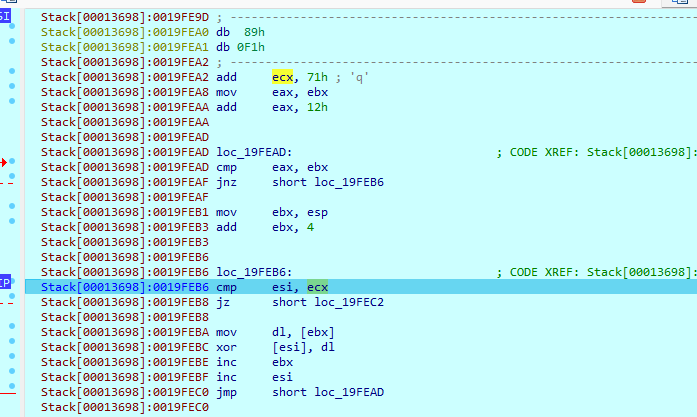 SI
Stack[00013698]:0019FE9D ; ---------------------------------------------------------------
Stack[00013698]:0019FEA0 db 89h
Stack[00013698]:0019FEA1 db 0F1h
Stack[00013698]:0019FEA2 ; ---------------------------------------------------------------
Stack[00013698]:0019FEA2 add ecx, 71h ; 'q'
Stack[00013698]:0019FEA8 mov eax, ebx
Stack[00013698]:0019FEAA add eax, 12h
Stack[00013698]:0019FEAA
Stack[00013698]:0019FEAD
Stack[00013698]:0019FEAD loc_19FEAD: ; CODE XREF: Stack[00013698]:
Stack[00013698]:0019FEAD cmp eax, ebx
Stack[00013698]:0019FEAF jnz short loc_19FEB6
Stack[00013698]:0019FEAF
Stack[00013698]:0019FEB1 mov ebx, esp
Stack[00013698]:0019FEB3 add ebx, 4
Stack[00013698]:0019FEB3
Stack[00013698]:0019FEB6
Stack[00013698]:0019FEB6 loc_19FEB6: ; CODE XREF: Stack[00013698]:
IP
Stack[00013698]:0019FEB6 cmp esi, ecx
Stack[00013698]:0019FEB8 jz short loc_19FEC2
Stack[00013698]:0019FEB8
Stack[00013698]:0019FEBA mov dl, [ebx]
Stack[00013698]:0019FEBC xor [esi], dl
Stack[00013698]:0019FEBE inc ebx
Stack[00013698]:0019FEBF inc esi
Stack[00013698]:0019FEC0 jmp short loc_19FEAD
Stack[00013698]:0019FEC0